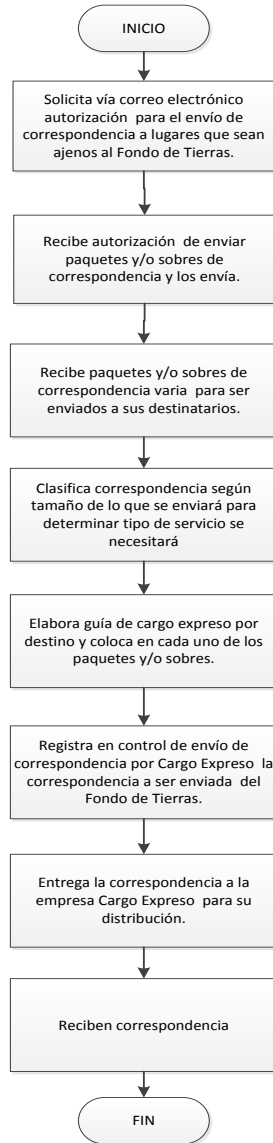 INICIO
Solicita vía correo electrónico
autorización para el envío de
correspondencia a lugares que sean
ajenos al Fondo de Tierras.
Recibe autorización de enviar
paquetes y/o sobres de
correspondencia y los envía.
Recibe paquetes y/o sobres de
correspondencia varia para ser
enviados a sus destinatarios.
Clasifica correspondencia según
tamaño de lo que se enviará para
determinar tipo de servicio se
necesitará
Elabora guía de cargo expreso por
destino y coloca en cada uno de los
paquetes y/o sobres.
Registra en control de envío de
correspondencia por Cargo Expreso la
correspondencia a ser enviada del
Fondo de Tierras.
Entrega la correspondencia a la
empresa Cargo Expreso para su
distribución.
Reciben correspondencia
FIN